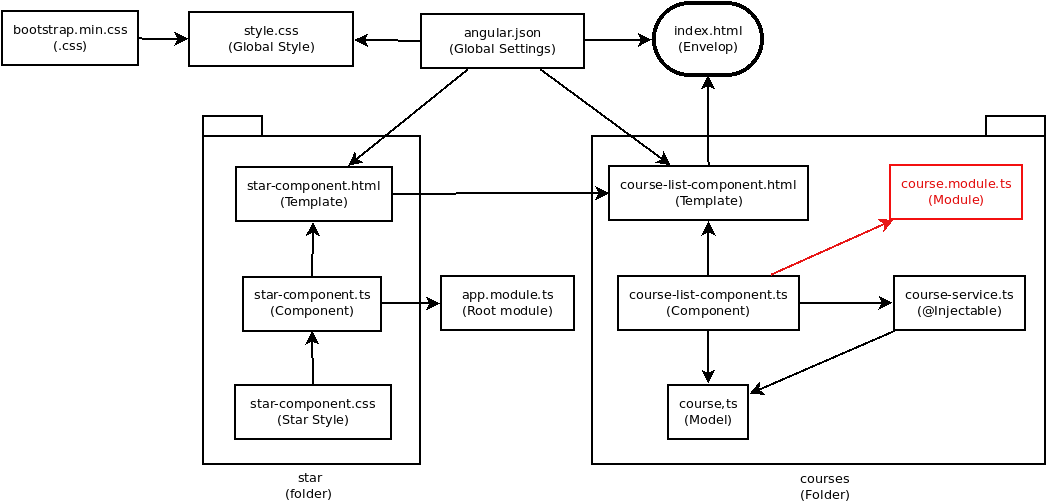 bootstrap.min.css
(.css)
style.css
(Global Style)
angular.json
(Global Settings)
index.html
(Envelop)
star-component.html
(Template)
course-list-component.html
(Template)
course.module.ts
(Module)
star-component.ts
(Component)
app.module.ts
(Root module)
course-list-component.ts
(Component)
course-service.ts
(@Injectable)
star-component.css
(Star Style)
course,ts
(Model)
star
(folder)
courses
(Folder)